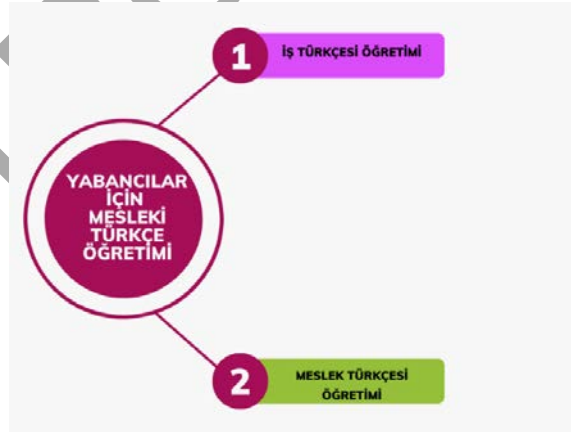 1
İŞ TÜRKÇESİ ÖĞRETİMİ
YABANCILAR
İÇİN
MESLEKİ
TÜRKÇE
ÖĞRETİMİ
2
MESLEK TÜRKÇESİ
ÖĞRETİMİ